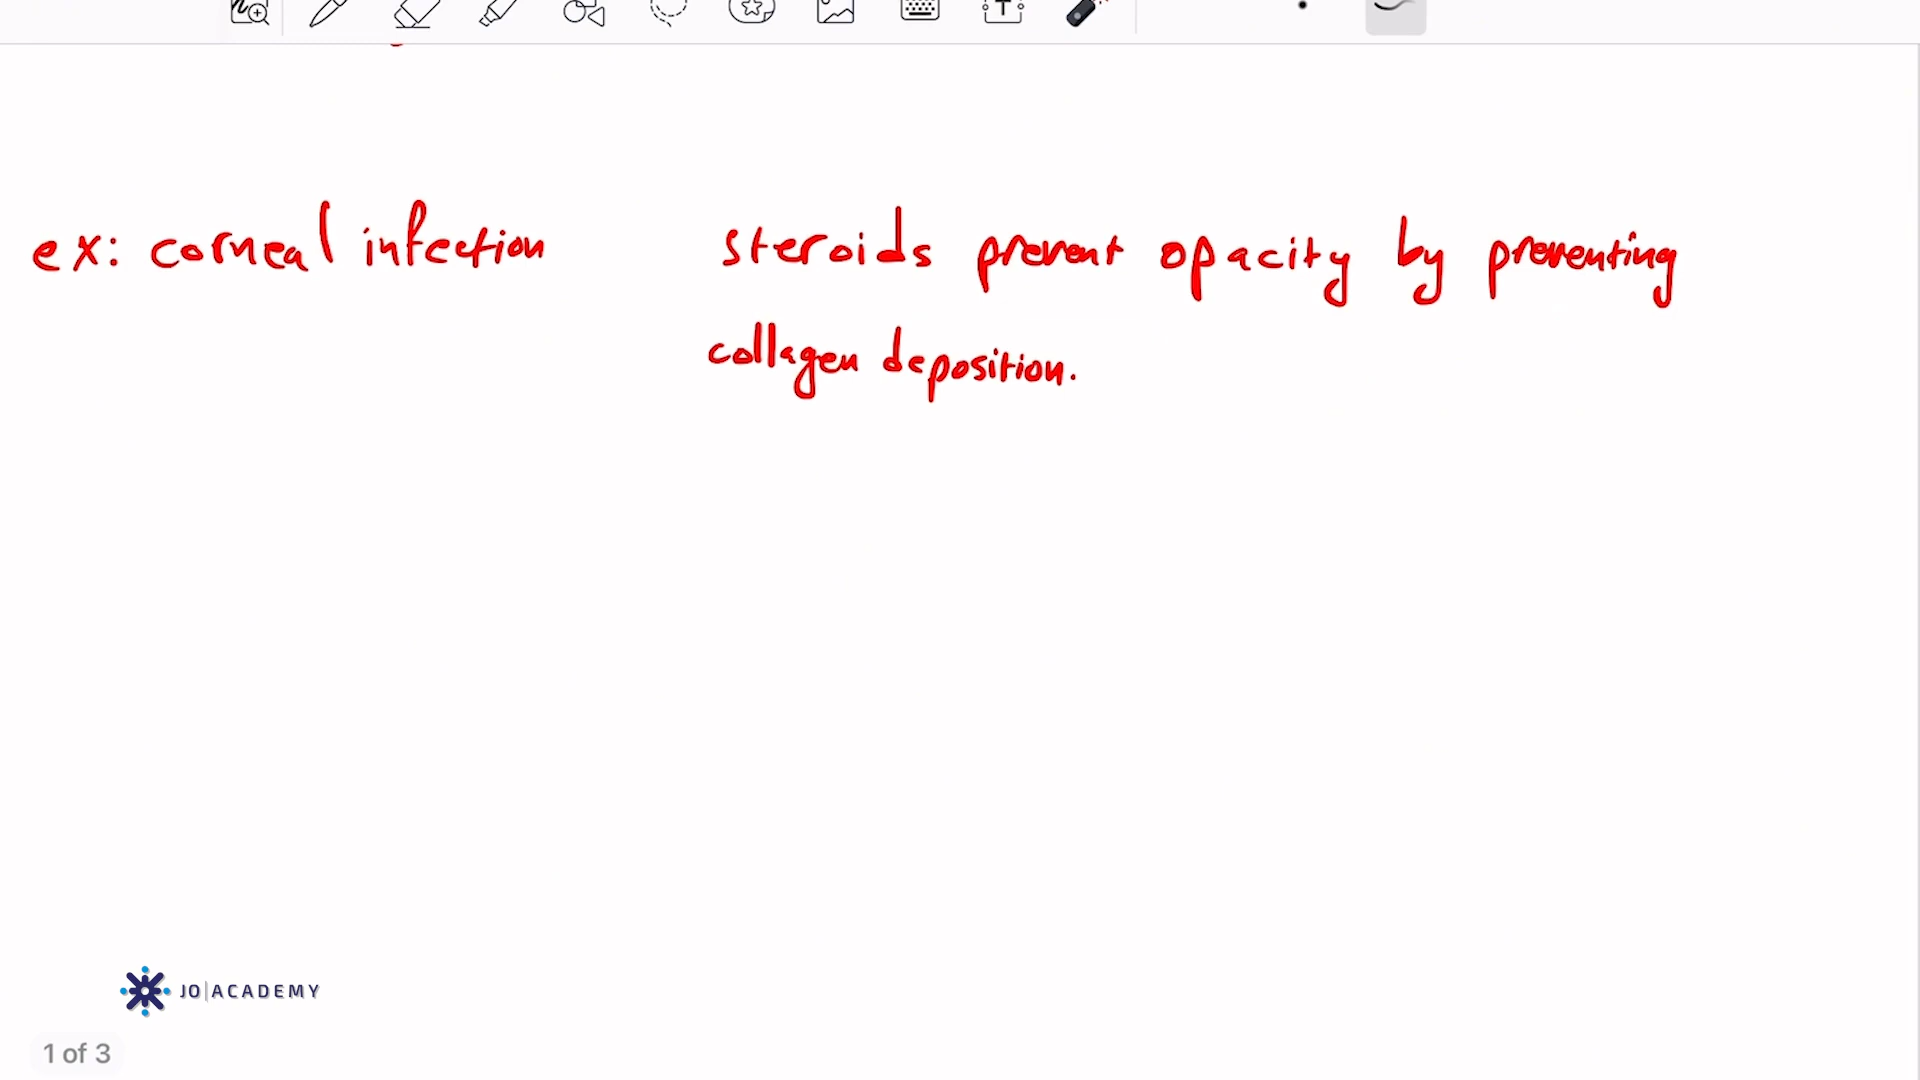 ex: corneal infection steroids prevent opacity by preventing
collagen deposition.
JO|ACADEMY
1 of 3